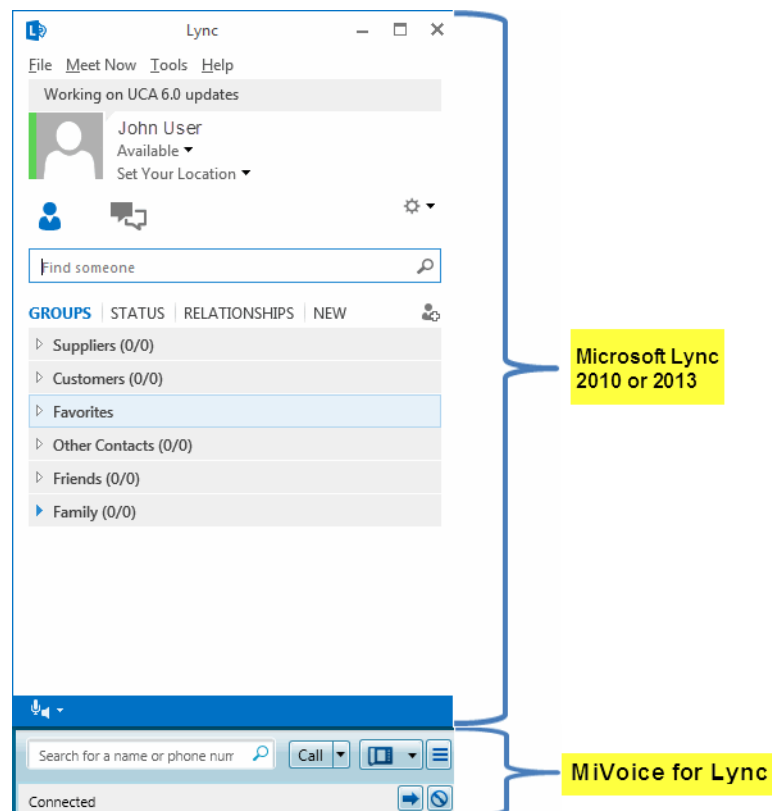 Lync
File Meet Now Tools Help
Working on UCA 6.0 updates
John User
Available
Set Your Location
Find someone
GROUPS STATUS RELATIONSHIPS NEW
Suppliers (0/0)
Customers (0/0)
Favorites
Other Contacts (0/0)
Friends (0/0)
Family (0/0)
Microsoft Lync
2010 or 2013
Search for a name or phone num Call
Connected
MiVoice for Lync